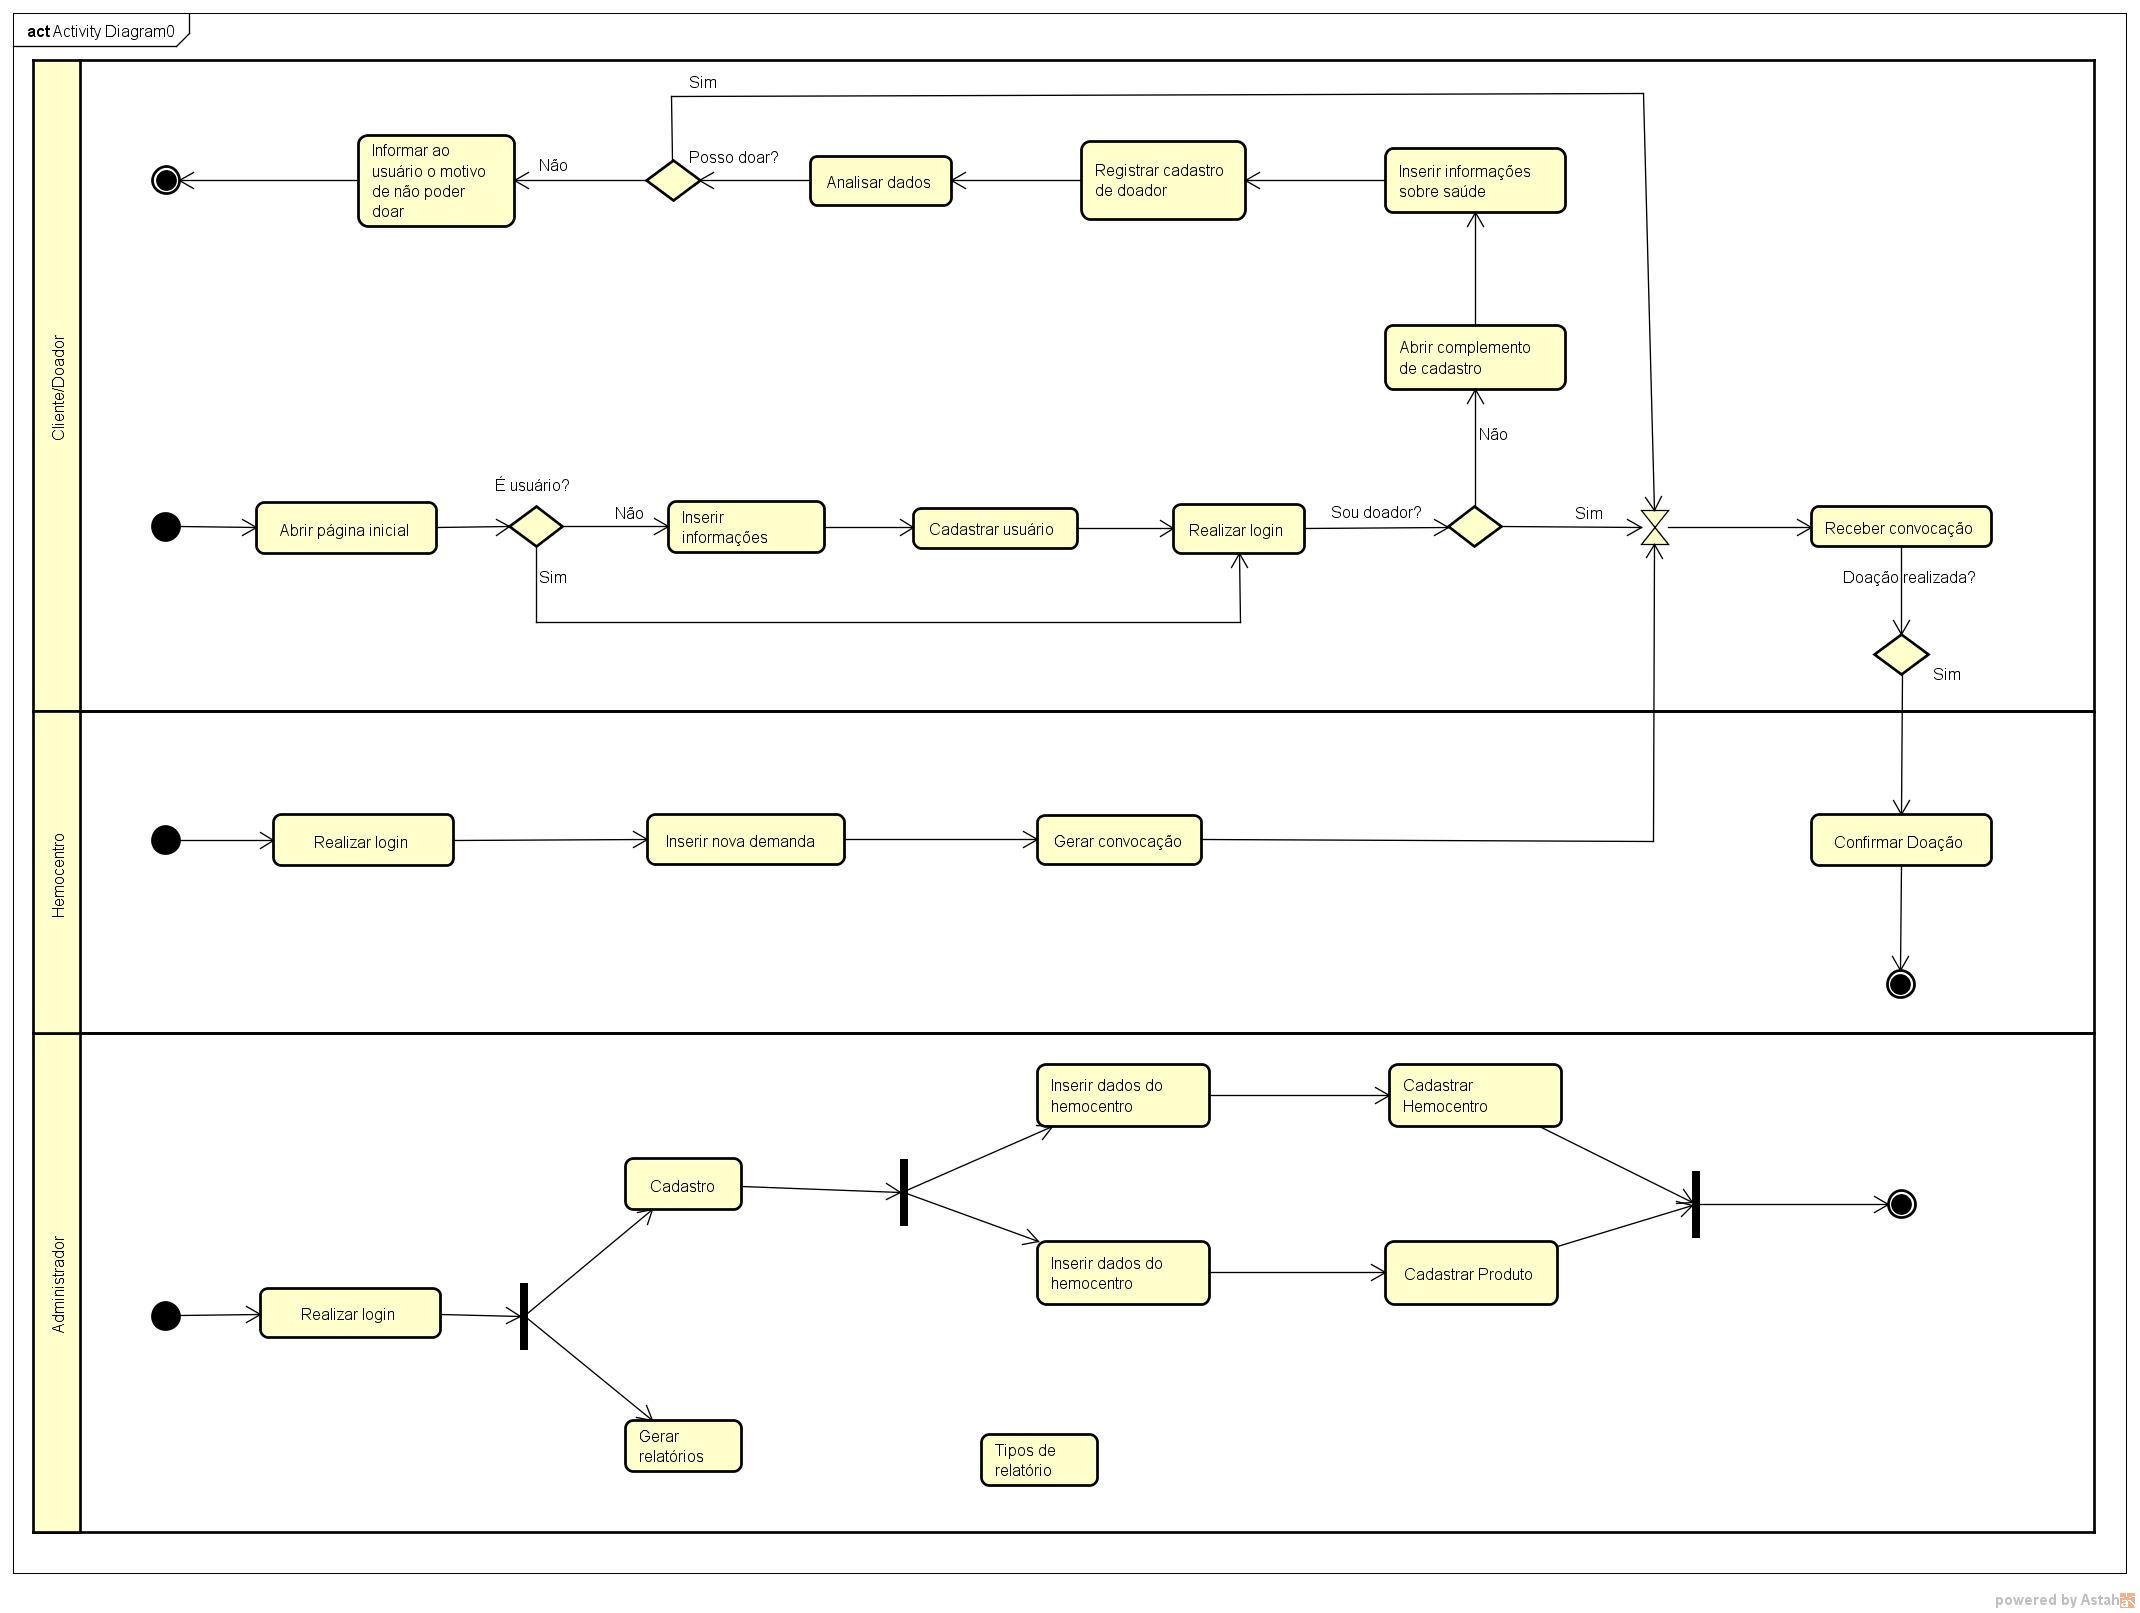 act Activity Diagram0
Cliente/Doador
Sim
Informar ao
usuário o motivo
de não poder
doar
Não
Posso doar?
Analisar dados
Registrar cadastro
de doador
Inserir informações
sobre saúde
Abrir complemento
de cadastro
Não
Abrir página inicial
É usuário?
Não
Sim
Inserir
informações
Cadastrar usuário
Realizar login
Sou doador?
Sim
Receber convocação
Doação realizada?
Sim
Hemocentro
Realizar login
Inserir nova demanda
Gerar convocação
Confirmar Doação
Administrador
Realizar login
Cadastro
Gerar
relatórios
Inserir dados do
hemocentro
Cadastrar
Hemocentro
Inserir dados do
hemocentro
Cadastrar Produto
Tipos de
relatório
powered by Astah